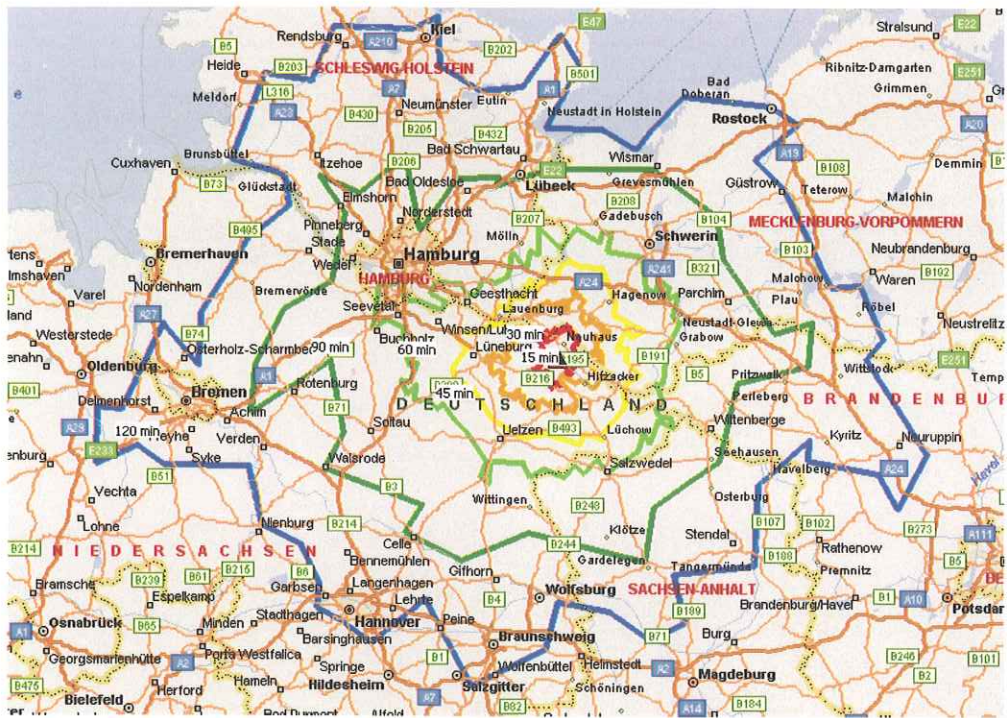 Stralsund
E22
E47
Kiel
Rendsburg
A210
B5
B202
Ribnitz-Damgarten
E251
Heide
B203
SCHLESWIG-HOLSTEIN
B501
Bad
Doberan
Grimmen
L316
A7
A1
Meldorf
Eutin
Neumünster
Neustadt in Holstein
Rostock
A23
B430
B205
B432
A20
Brunsbüttel
Bad Schwartau
A19
Cuxhaven
Itzehoe
B206
E22
Wismar
B108
Demmin
B73
Lübeck
Grevesmühlen
Güstrow
Teterow
Glückstadt
Bad Oldesloe
B208
Malchin
Elmshorn
Norderstedt
B207
Gadebusch
B104
MECKLENBURG-VORPOMMERN
B495
Pinneberg
Mölln
Stade
Schwerin
B103
Neubrandenburg
Bremerhaven
Wedel
Hamburg
A241
B321
B192
HAMBURG
A24
Malchow
Waren
Nordenham
Bremervörde
Geesthacht
Hagenow
Parchim
Plau
Varel
Seevetal
Lauenburg
Röbel
A27
Winsen/Luh
Neustadt-Glewe
Neustrelitz
Westerstede
B74
Buchholz
30 min
Neuhaus
Grabow
Osterholz-Scharmbeck
90 min
60 min
Lüneburg
15 min
B195
B191
E251
Oldenburg
A1
B216
B5
Pritzwalk
Wittstock
B401
Bremen
Rotenburg
Hitzacker
Delmenhorst
B71
45 min
Perleberg
BRANDENBUR
Achim
DEUTSCHLAND
A29
120 min
Weyhe
Soltau
B493
Wittenberge
Verden
Uelzen
Lüchow
Kyritz
Neuruppin
E233
Syke
Seehausen
B51
Walsrode
Salzwedel
Havelberg
A24
Havel
Vechta
B3
Wittingen
Osterburg
B248
B107
Lohne
Nienburg
B214
Klötze
B102
B273
B214
Celle
Stendal
A111
NIEDERSACHSEN
B244
Rathenow
Bennemühlen
Gardelegen
B188
Bramsche
B239
B61
B215
B6
Gifhorn
Tangermünde
Premnitz
B5
Garbsen
Langenhagen
SACHSEN-ANHALT
Espelkamp
Stadthagen
Lehrte
B4
Wolfsburg
Brandenburg/Havel
B1
A10
Potsdar
B65
Minden
Hannover
B189
A1
Osnabrück
Peine
Barsinghausen
Braunschweig
B71
Burg
Georgsmarienhütte
A2
Porta Westfalica
B1
Wolfenbüttel
Helmstedt
A2
B246
B101
Springe
Magdeburg
B2
B475
Herford
Hameln
Hildesheim
Salzgitter
Schöningen
Bielefeld
A7
B82
A14
B184
Alfeld